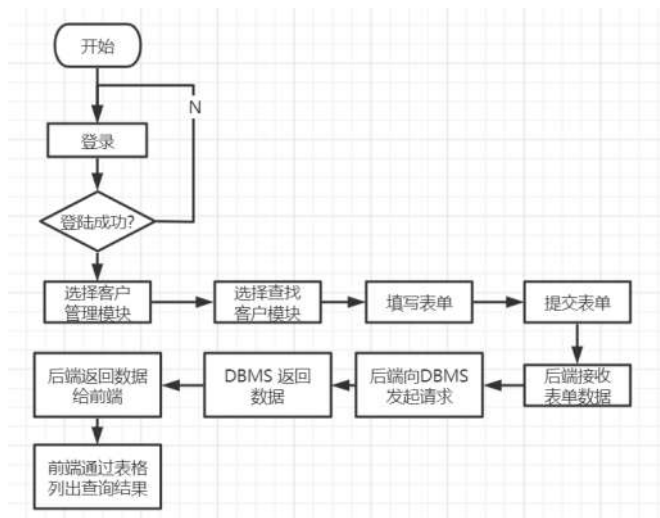 开始
N
登录
登陆成功?
选择客户
管理模块
选择查找
客户模块
填写表单
提交表单
后端接收
表单数据
后端向DBMS
发起请求
DBMS 返回
数据
后端返回数据
给前端
前端通过表格
列出查询结果